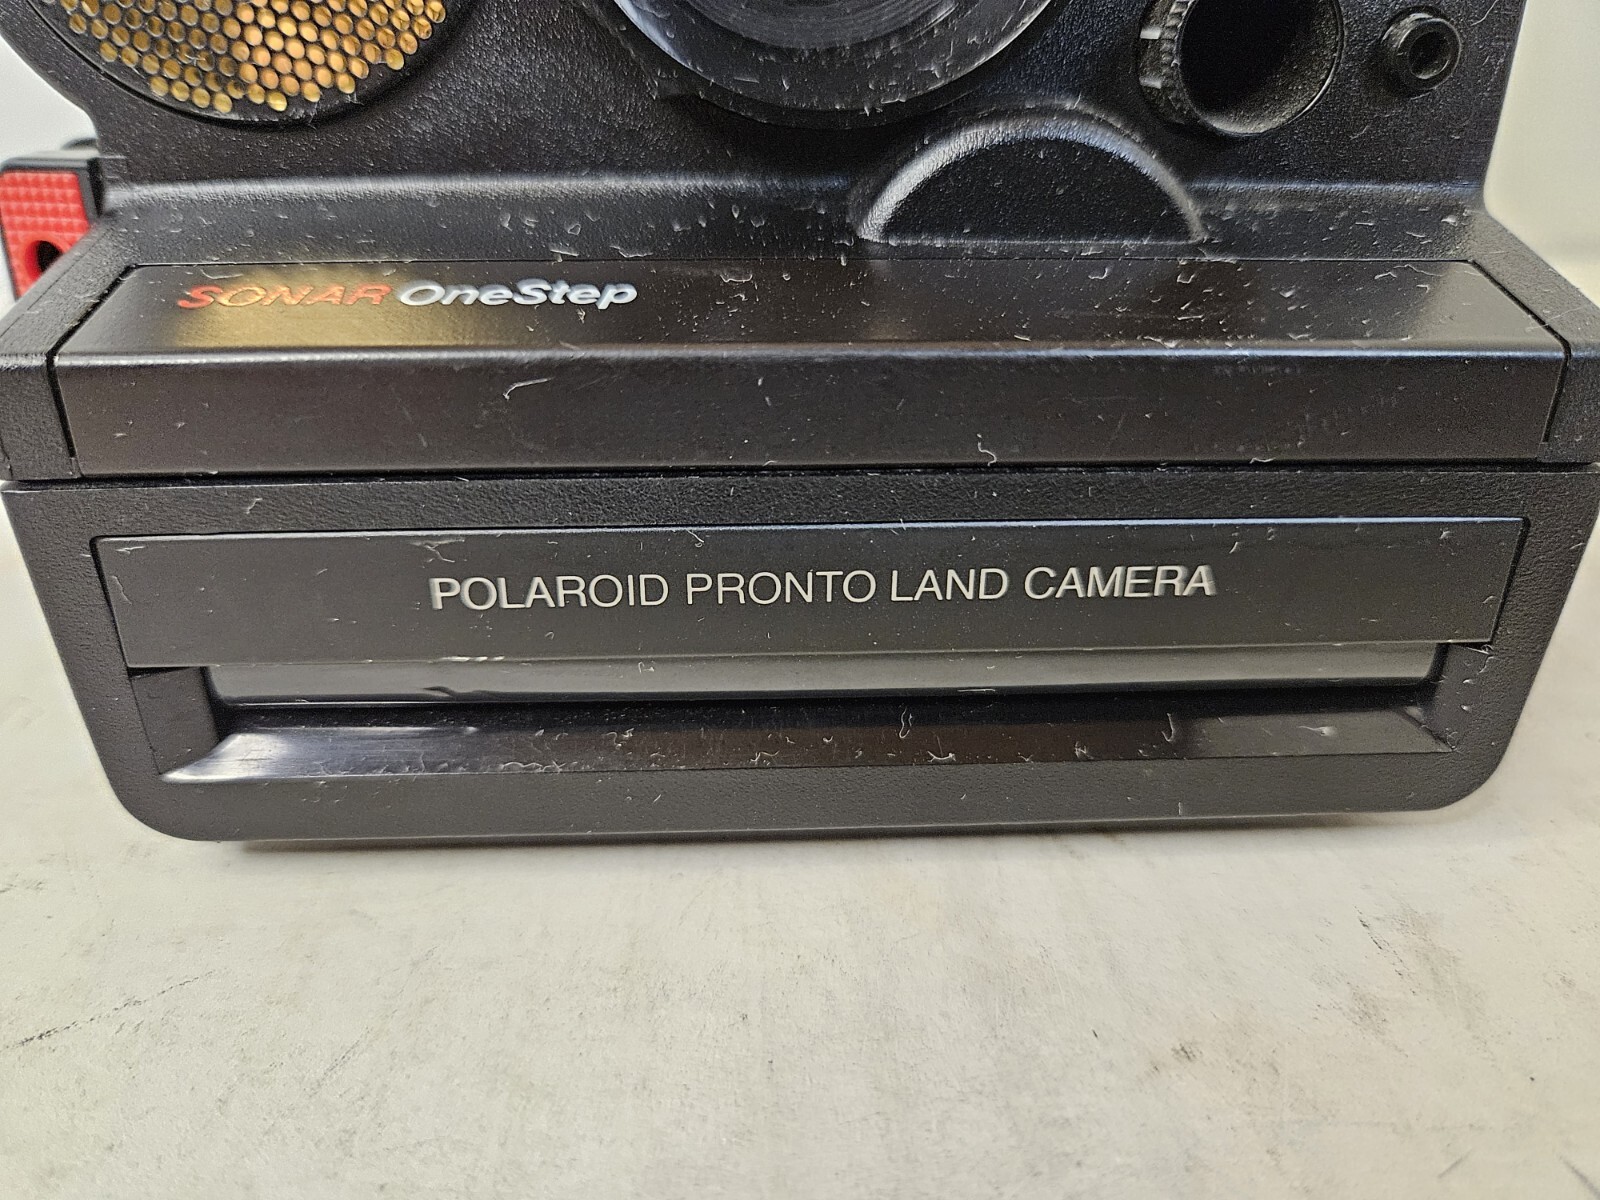 SONAR OneStep
POLAROID PRONTO LAND CAMERA